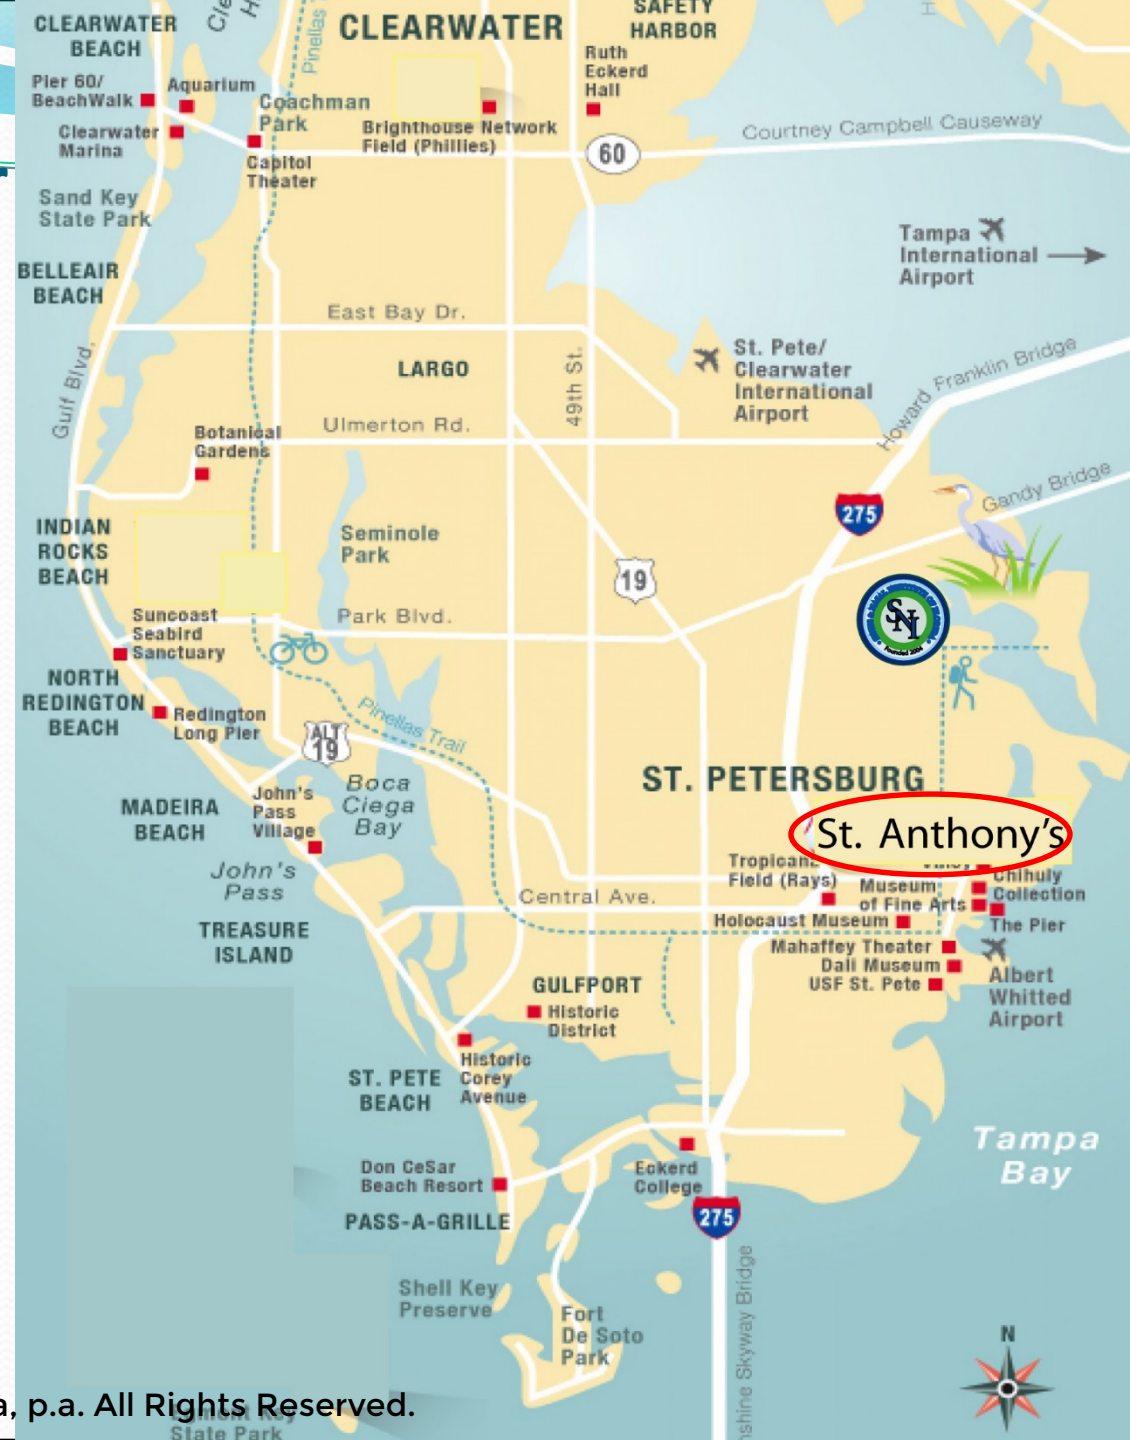 CLEARWATER
BEACH
CLEARWATER
SAFETY
HARBOR
Pinellas
Pier 60/
BeachWalk
Aquarium
Clearwater
Marina
Coachman
Park
Capitol
Theater
Brighthouse Network
Field (Phillies)
Ruth
Eckerd
Hall
60
Courtney Campbell Causeway
Sand Key
State Park
Tampa
International
Airport
BELLEAIR
BEACH
East Bay Dr.
Gulf Blvd.
LARGO
49th St.
St. Pete/
Clearwater
International
Airport
Howard Franklin Bridge
Botanical
Gardens
Ulmerton Rd.
Gandy Bridge
275
INDIAN
ROCKS
BEACH
Seminole
Park
19
SNI
Founded 2004
Suncoast
Seabird
Sanctuary
Park Blvd.
NORTH
REDINGTON
BEACH
Redington
Long Pier
Pinellas Trail
ALT
19
ST. PETERSBURG
MADEIRA
BEACH
John's
Pass
Village
Boca
Ciega
Bay
St. Anthony's
John's
Pass
Tropicana
Field (Rays)
Museum
of Fine Arts
Chihuly
Collection
Central Ave.
Holocaust Museum
The Pier
TREASURE
ISLAND
Mahaffey Theater
Dali Museum
USF St. Pete
Albert
Whitted
Airport
GULFPORT
Historic
District
ST. PETE
BEACH
Historic
Corey
Avenue
Tampa
Bay
Don CeSar
Beach Resort
Eckerd
College
PASS-A-GRILLE
275
Shell Key
Preserve
Fort
De Soto
Park
nshine Skyway Bridge
N
a, p.a. All Rights Reserved.
State Park